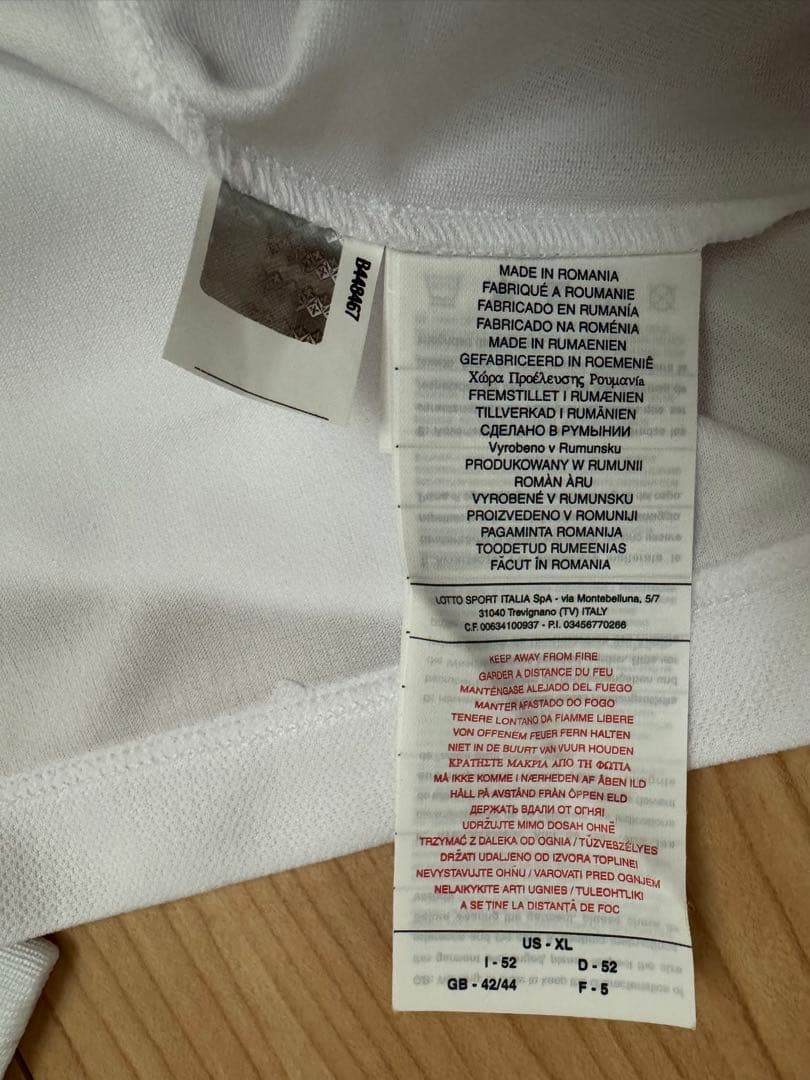 B448467
MADE IN ROMANIA
FABRIQUÉ A ROUMANIE
FABRICADO EN RUMANÍA
FABRICADO NA ROMÉNIA
MADE IN RUMAENIEN
GEFABRICEERD IN ROEMENIË
Χώρα Προέλευσης Ρουμανία
FREMSTILLET I RUMÆNIEN
TILLVERKAD I RUMÄNIEN
СДЕЛАНО В РУМЫНИИ
Vyrobeno v Rumunsku
PRODUKOWANY W RUMUNII
ROMÀN ÀRU
VYROBENÉ V RUMUNSKU
PROIZVEDENO V ROMUNIJI
PAGAMINTA ROMANIJA
TOODETUD RUMEENIAS
FĂCUT ÎN ROMANIA
LOTTO SPORT ITALIA SpA - via Montebelluna, 5/7
31040 Trevignano (TV) ITALY
C.F. 00634100937 - P.I. 03456770266
KEEP AWAY FROM FIRE
GARDER A DISTANCE DU FEU
MANTÉNGASE ALEJADO DEL FUEGO
MANTER AFASTADO DO FOGO
TENERE LONTANO DA FIAMME LIBERE
VON OFFENEM FEUER FERN HALTEN
NIET IN DE BUURT VAN VUUR HOUDEN
ΚΡΑΤΗΣΤΕ ΜΑΚΡΙΑ ΑΠΟ ΤΗ ΦΩΤΙΑ
MÅ IKKE KOMME I NÆRHEDEN AF ÅBEN ILD
HÅLL PÅ AVSTÅND FRÅN ÖPPEN ELD
ДЕРЖАТЬ ВДАЛИ ОТ ОГНЯ!
UDRŽUJTE MIMO DOSAH OHNĚ
TRZYMAĆ Z DALEKA OD OGNIA / TŰZVESZÉLYES
DRŽATI UDALJENO OD IZVORA TOPLINE!
NEVYSTAVUJTE OHŇU / VAROVATI PRED OGNJEM
NELAIKYKITE ARTI UGNIES / TULEOHTLIKI
A SE ȚINE LA DISTANȚĂ DE FOC
US - XL
I - 52 D - 52
GB - 42/44 F - 5